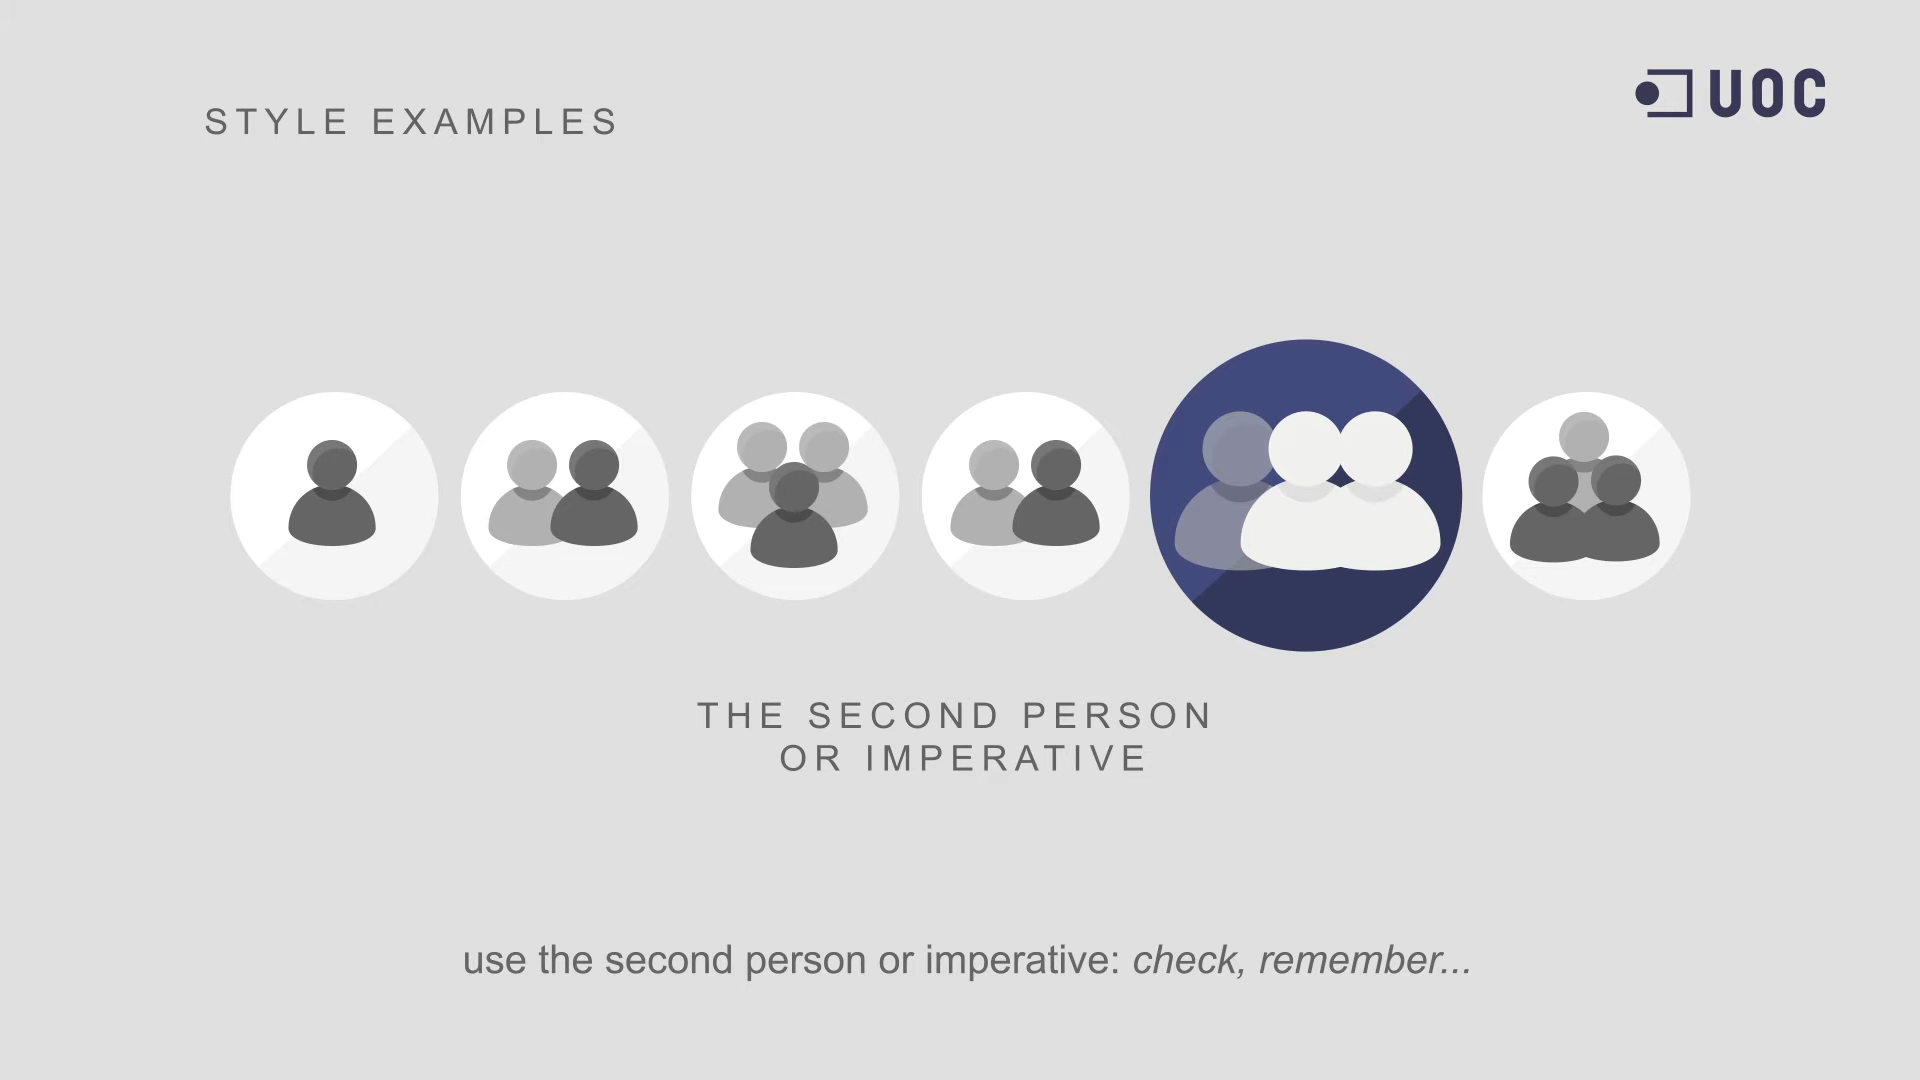 STYLE EXAMPLES
UOC
THE SECOND PERSON
OR IMPERATIVE
use the second person or imperative: check, remember...